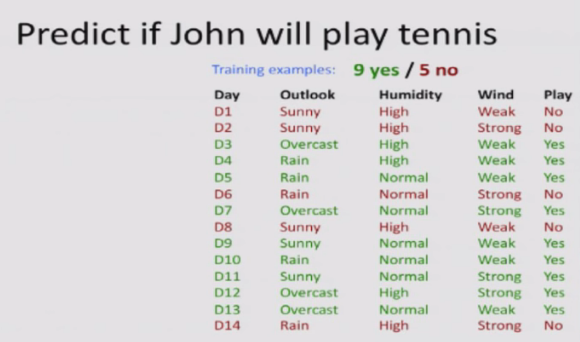 Predict if John will play tennis
Training examples: 9 yes / 5 no
Day Outlook Humidity Wind Play
D1 Sunny High Weak No
D2 Sunny High Strong No
D3 Overcast High Weak Yes
D4 Rain High Weak Yes
D5 Rain Normal Weak Yes
D6 Rain Normal Strong No
D7 Overcast Normal Strong Yes
D8 Sunny High Weak No
D9 Sunny Normal Weak Yes
D10 Rain Normal Weak Yes
D11 Sunny Normal Strong Yes
D12 Overcast High Strong Yes
D13 Overcast Normal Weak Yes
D14 Rain High Strong No